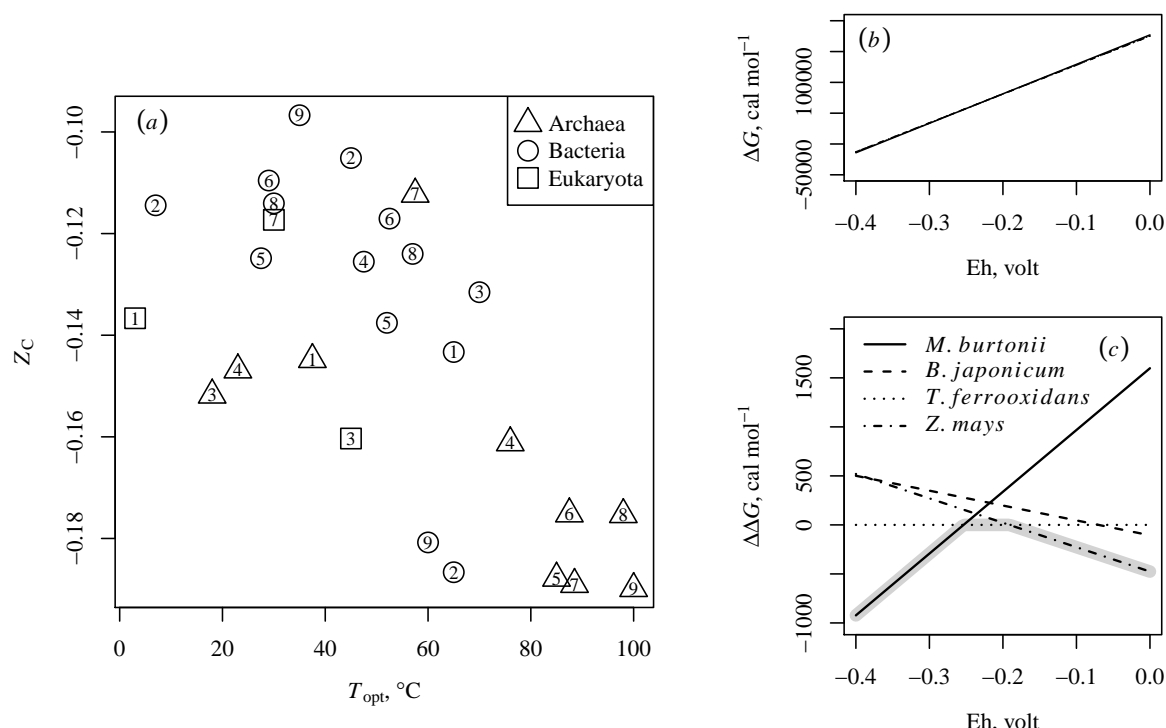 (a)
Archaea
Bacteria
Eukaryota
9
2
6
8
7
7
2
6
5
4
8
3
1
5
1
4
1
3
3
4
6
8
9
2
5
7
9
−0.10
−0.12
−0.14
−0.16
−0.18
Z_C
0 20 40 60 80 100
T_opt, °C
(b)
100000
−50000
ΔG, cal mol⁻¹
−0.4 −0.3 −0.2 −0.1 0.0
Eh, volt
(c)
M. burtonii
B. japonicum
T. ferrooxidans
Z. mays
1500
500
0
−1000
ΔΔG, cal mol⁻¹
−0.4 −0.3 −0.2 −0.1 0.0
Eh, volt